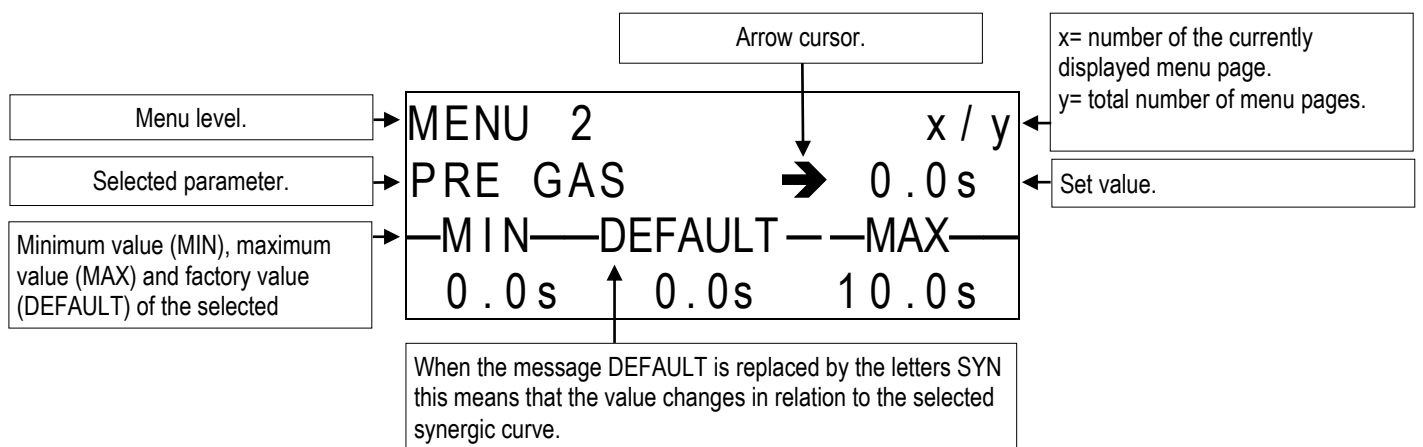 Arrow cursor.
x= number of the currently
displayed menu page.
y= total number of menu pages.
Menu level.
MENU 2 x / y
Selected parameter.
PRE GAS ➔ 0.0s
Set value.
Minimum value (MIN), maximum
value (MAX) and factory value
(DEFAULT) of the selected
—MIN——DEFAULT— —MAX——
0.0s 0.0s 10.0s
When the message DEFAULT is replaced by the letters SYN
this means that the value changes in relation to the selected
synergic curve.